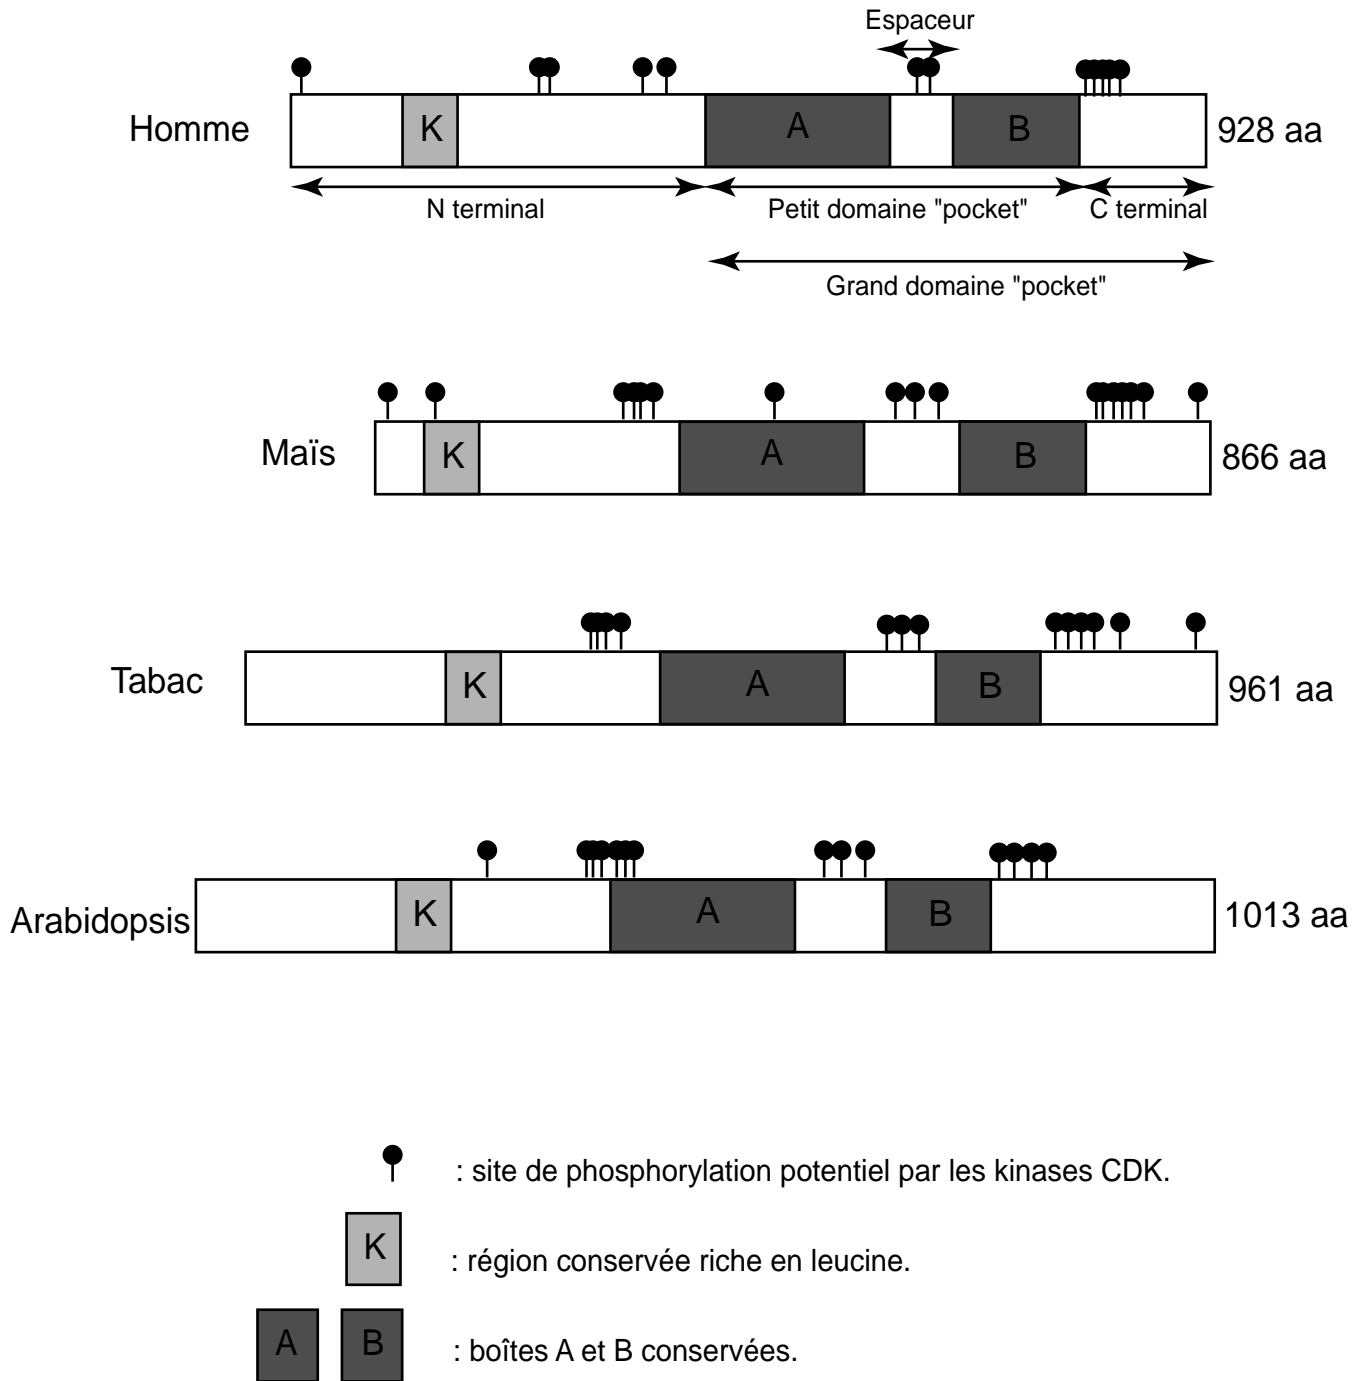 Espaceur
Homme K A B 928 aa
N terminal Petit domaine "pocket" C terminal
Grand domaine "pocket"
Maïs K A B 866 aa
Tabac K A B 961 aa
Arabidopsis K A B 1013 aa
: site de phosphorylation potentiel par les kinases CDK.
K : région conservée riche en leucine.
A B : boîtes A et B conservées.